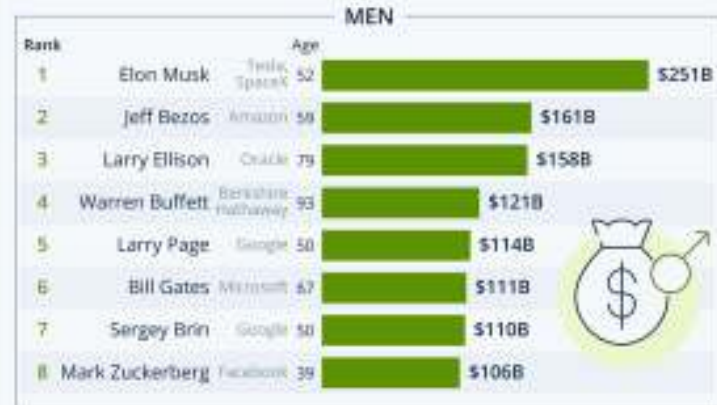 MEN
Rank Age
1 Elon Musk Tesla, SpaceX 52 $251B
2 Jeff Bezos Amazon 59 $161B
3 Larry Ellison Oracle 79 $158B
4 Warren Buffett Berkshire Hathaway 93 $121B
5 Larry Page Google 50 $114B
6 Bill Gates Microsoft 67 $111B
7 Sergey Brin Google 50 $110B
8 Mark Zuckerberg Facebook 39 $106B
$